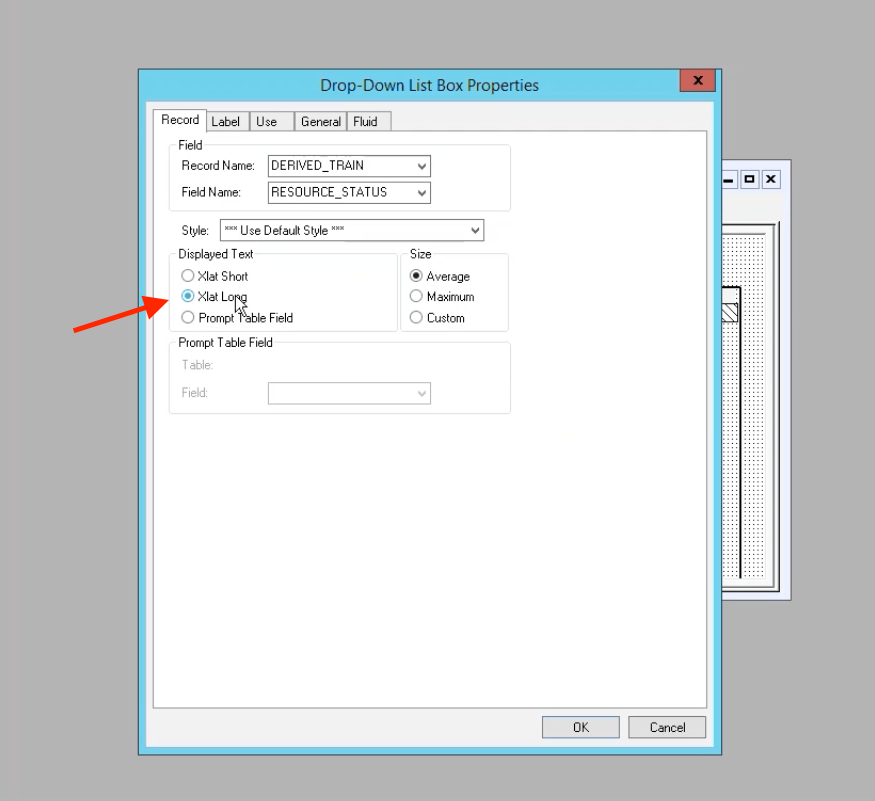 Drop-Down List Box Properties
x
Record Label Use General Fluid
Field
Record Name: DERIVED_TRAIN
Field Name: RESOURCE_STATUS
Style: *** Use Default Style ***
Displayed Text
Xlat Short
Xlat Long
Prompt Table Field
Size
Average
Maximum
Custom
Prompt Table Field
Table:
Field:
OK Cancel